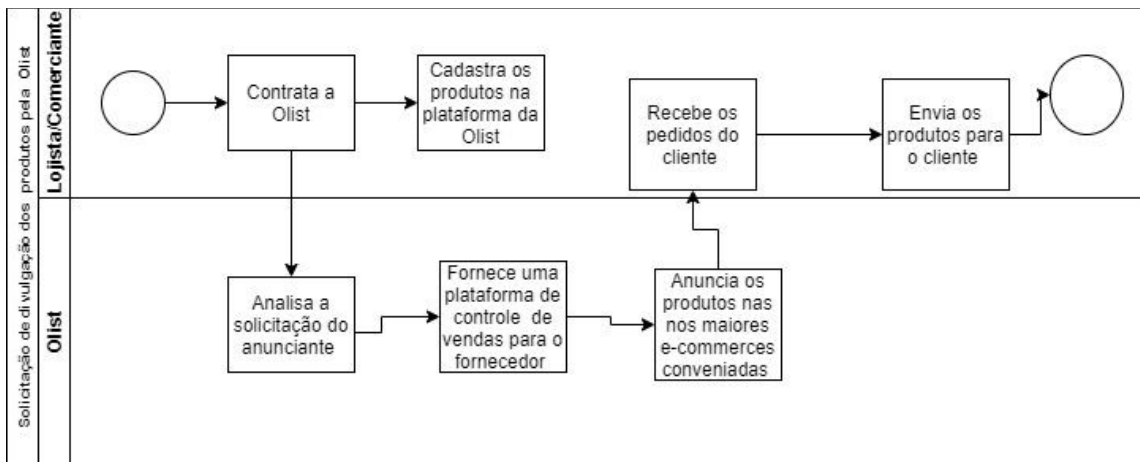 Solicitação de divulgação dos produtos pela Olist
Lojista/Comerciante
Contrata a
Olist
Cadastra os
produtos na
plataforma da
Olist
Recebe os
pedidos do
cliente
Envia os
produtos para
o cliente
Olist
Analisa a
solicitação do
anunciante
Fornece uma
plataforma de
controle de
vendas para o
fornecedor
Anuncia os
produtos nas
nos maiores
e-commerces
conveniadas